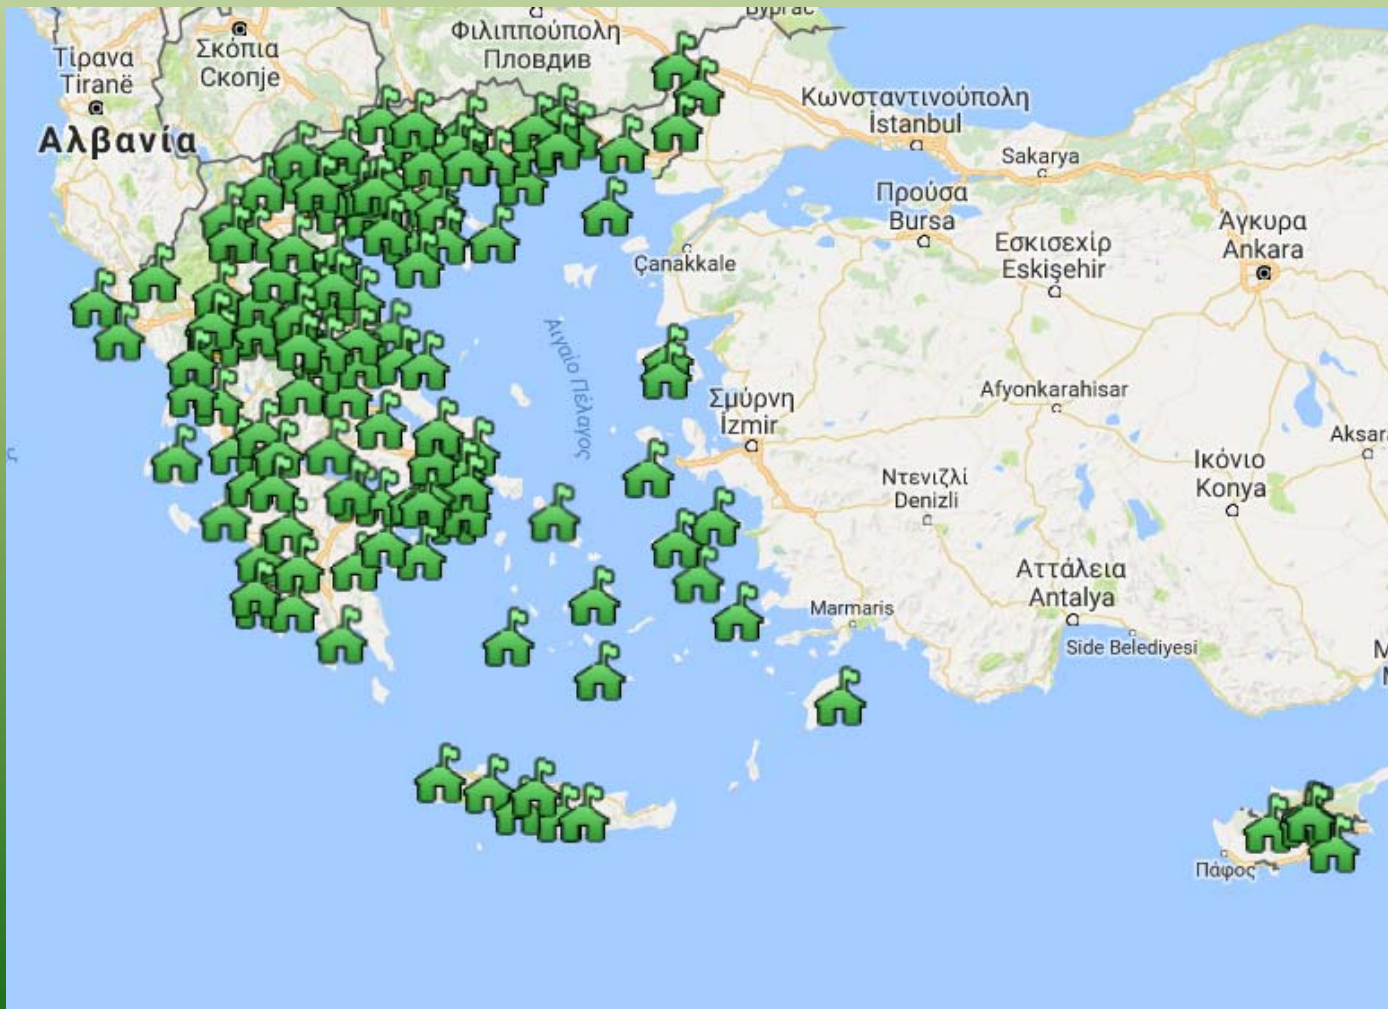 Φιλιππούπολη
Пловдив
Τίρανα
Tiranë
Σκόπια
Скопје
Αλβανία
Κωνσταντινούπολη
İstanbul
Sakarya
Προύσα
Bursa
Άγκυρα
Ankara
Εσκισεχίρ
Eskişehir
Çanakkale
Αιγαίο Πέλαγος
Σμύρνη
İzmir
Afyonkarahisar
Ικόνιο
Konya
Ντενιζλί
Denizli
Αττάλεια
Antalya
Marmaris
Side Belediyesi
Πάφος